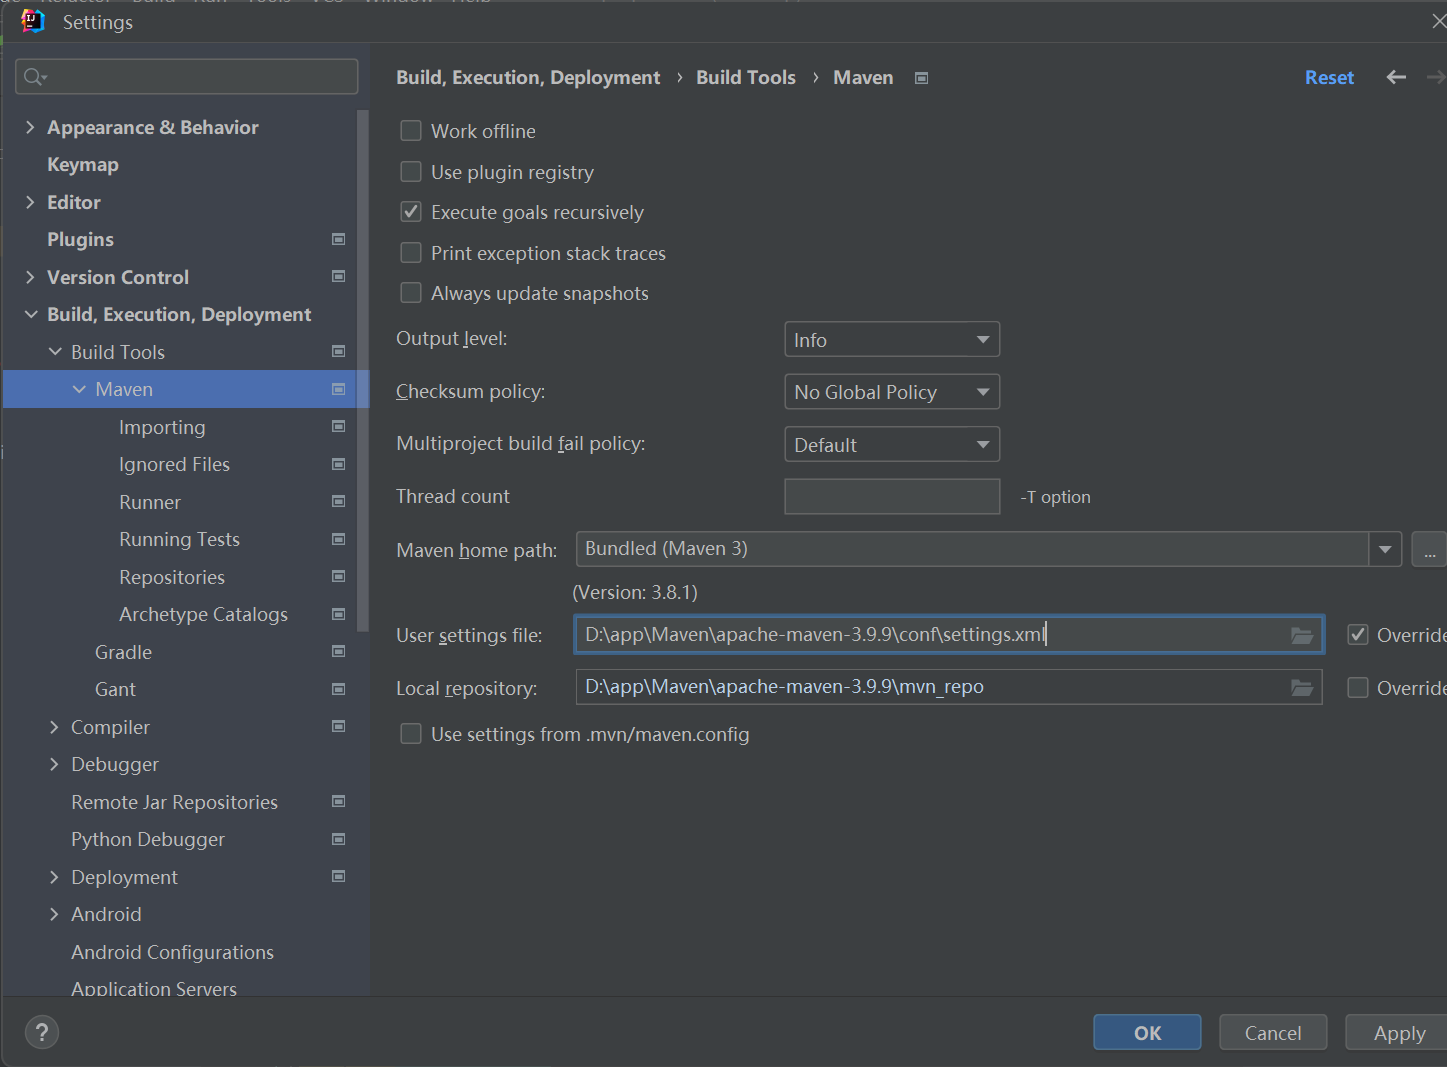 Settings
Build, Execution, Deployment › Build Tools › Maven
Reset
Appearance & Behavior
Keymap
Editor
Plugins
Version Control
Build, Execution, Deployment
Build Tools
Maven
Importing
Ignored Files
Runner
Running Tests
Repositories
Archetype Catalogs
Gradle
Gant
Compiler
Debugger
Remote Jar Repositories
Python Debugger
Deployment
Android
Android Configurations
Application Servers
Work offline
Use plugin registry
Execute goals recursively
Print exception stack traces
Always update snapshots
Output level: Info
Checksum policy: No Global Policy
Multiproject build fail policy: Default
Thread count -T option
Maven home path: Bundled (Maven 3) ...
(Version: 3.8.1)
User settings file: D:\app\Maven\apache-maven-3.9.9\conf\settings.xml Override
Local repository: D:\app\Maven\apache-maven-3.9.9\mvn_repo Override
Use settings from .mvn/maven.config
? OK Cancel Apply